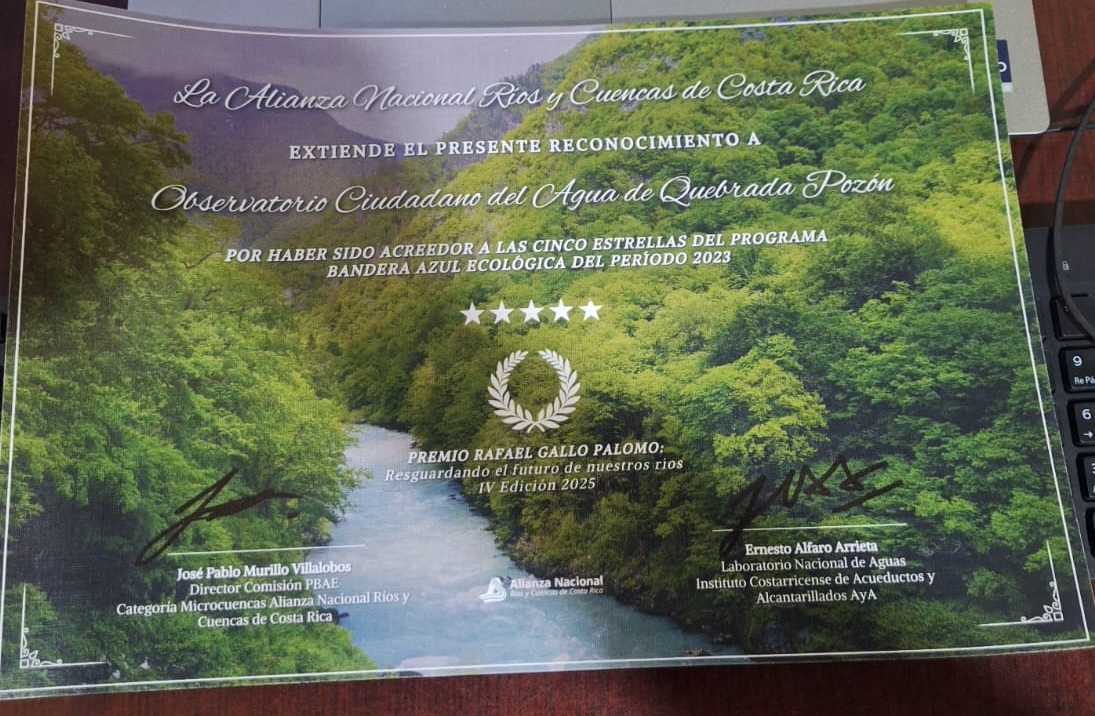 La Alianza Nacional Ríos y Cuencas de Costa Rica
EXTIENDE EL PRESENTE RECONOCIMIENTO A
Observatorio Ciudadano del Agua de Quebrada Pozón
POR HABER SIDO ACREEDOR A LAS CINCO ESTRELLAS DEL PROGRAMA
BANDERA AZUL ECOLÓGICA DEL PERÍODO 2023
PREMIO RAFAEL GALLO PALOMO:
Resguardando el futuro de nuestros ríos
IV Edición 2025
José Pablo Murillo Villalobos
Director Comisión PBAE
Categoría Microcuencas Alianza Nacional Ríos y
Cuencas de Costa Rica
Alianza Nacional
Ríos y Cuencas de Costa Rica
Ernesto Alfaro Arrieta
Laboratorio Nacional de Aguas
Instituto Costarricense de Acueductos y
Alcantarillados AyA
9
Re Pá
6